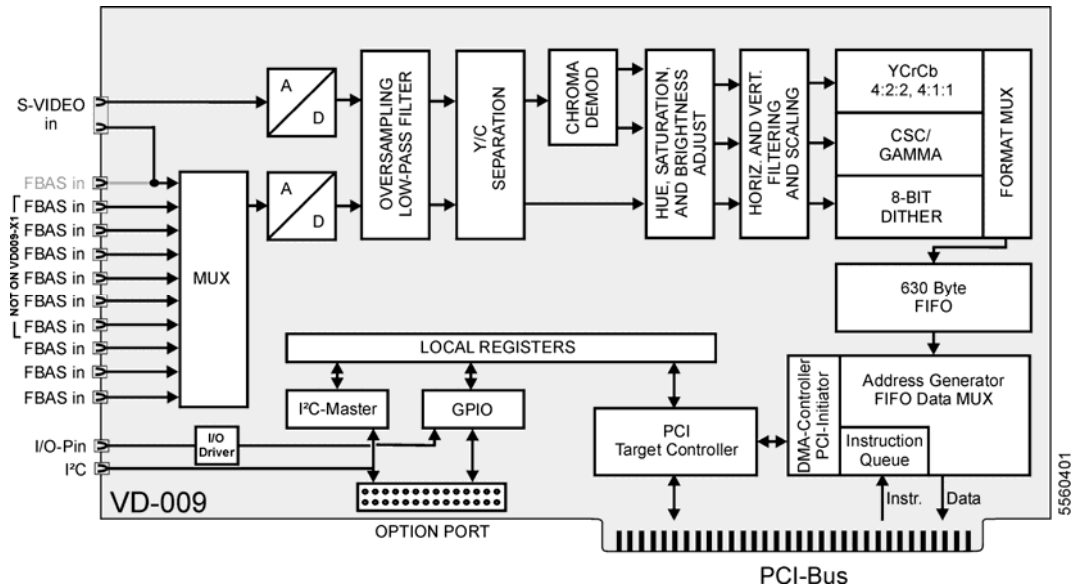 S-VIDEO
in
FBAS in
FBAS in
FBAS in
FBAS in
FBAS in
FBAS in
FBAS in
FBAS in
FBAS in
FBAS in
NOT ON VD009-X1
I/O-Pin
I²C
MUX
A
D
A
D
OVERSAMPLING
LOW-PASS FILTER
Y/C
SEPARATION
CHROMA
DEMOD
HUE, SATURATION,
AND BRIGHTNESS
ADJUST
HORIZ. AND VERT.
FILTERING
AND SCALING
YCrCb
4:2:2, 4:1:1
CSC/
GAMMA
8-BIT
DITHER
FORMAT MUX
630 Byte
FIFO
LOCAL REGISTERS
I²C-Master
GPIO
I/O
Driver
PCI
Target Controller
DMA-Controller
PCI-Initiator
Address Generator
FIFO Data MUX
Instruction
Queue
Instr.
Data
VD-009
OPTION PORT
PCI-Bus
5560401